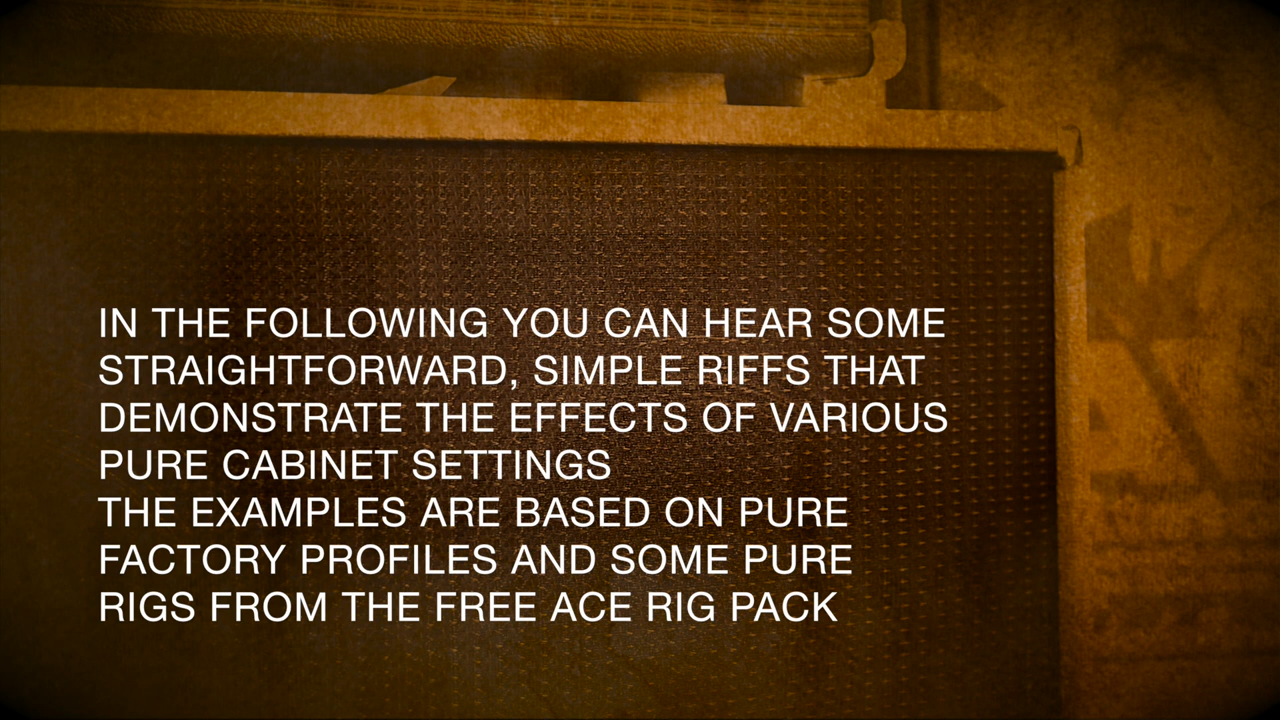 IN THE FOLLOWING YOU CAN HEAR SOME
STRAIGHTFORWARD, SIMPLE RIFFS THAT
DEMONSTRATE THE EFFECTS OF VARIOUS
PURE CABINET SETTINGS
THE EXAMPLES ARE BASED ON PURE
FACTORY PROFILES AND SOME PURE
RIGS FROM THE FREE ACE RIG PACK